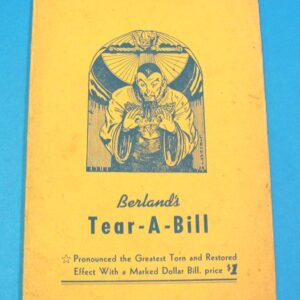 Berland's
Tear-A-Bill
☆ Pronounced the Greatest Torn and Restored
Effect With a Marked Dollar Bill. price $1